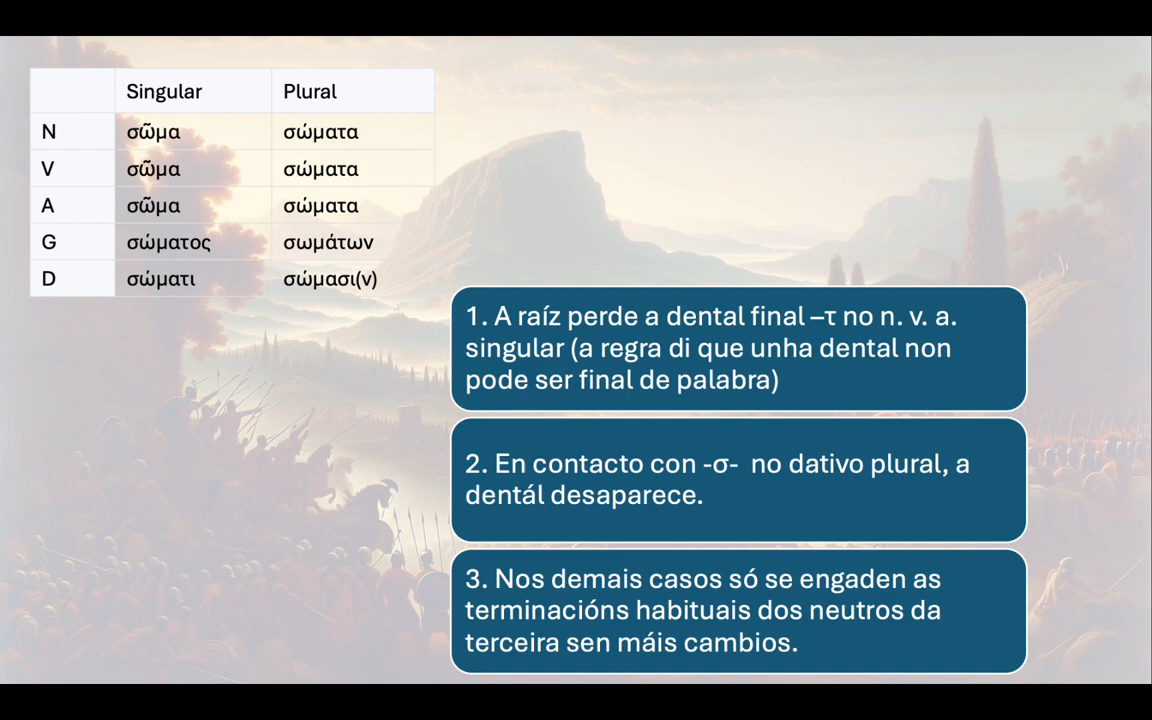 Singular Plural
N σῶμα σώματα
V σῶμα σώματα
A σῶμα σώματα
G σώματος σωμάτων
D σώματι σώμασι(ν)
1. A raíz perde a dental final –τ no n. v. a.
singular (a regra di que unha dental non
pode ser final de palabra)
2. En contacto con -σ- no dativo plural, a
dentál desaparece.
3. Nos demais casos só se engaden as
terminacións habituais dos neutros da
terceira sen máis cambios.